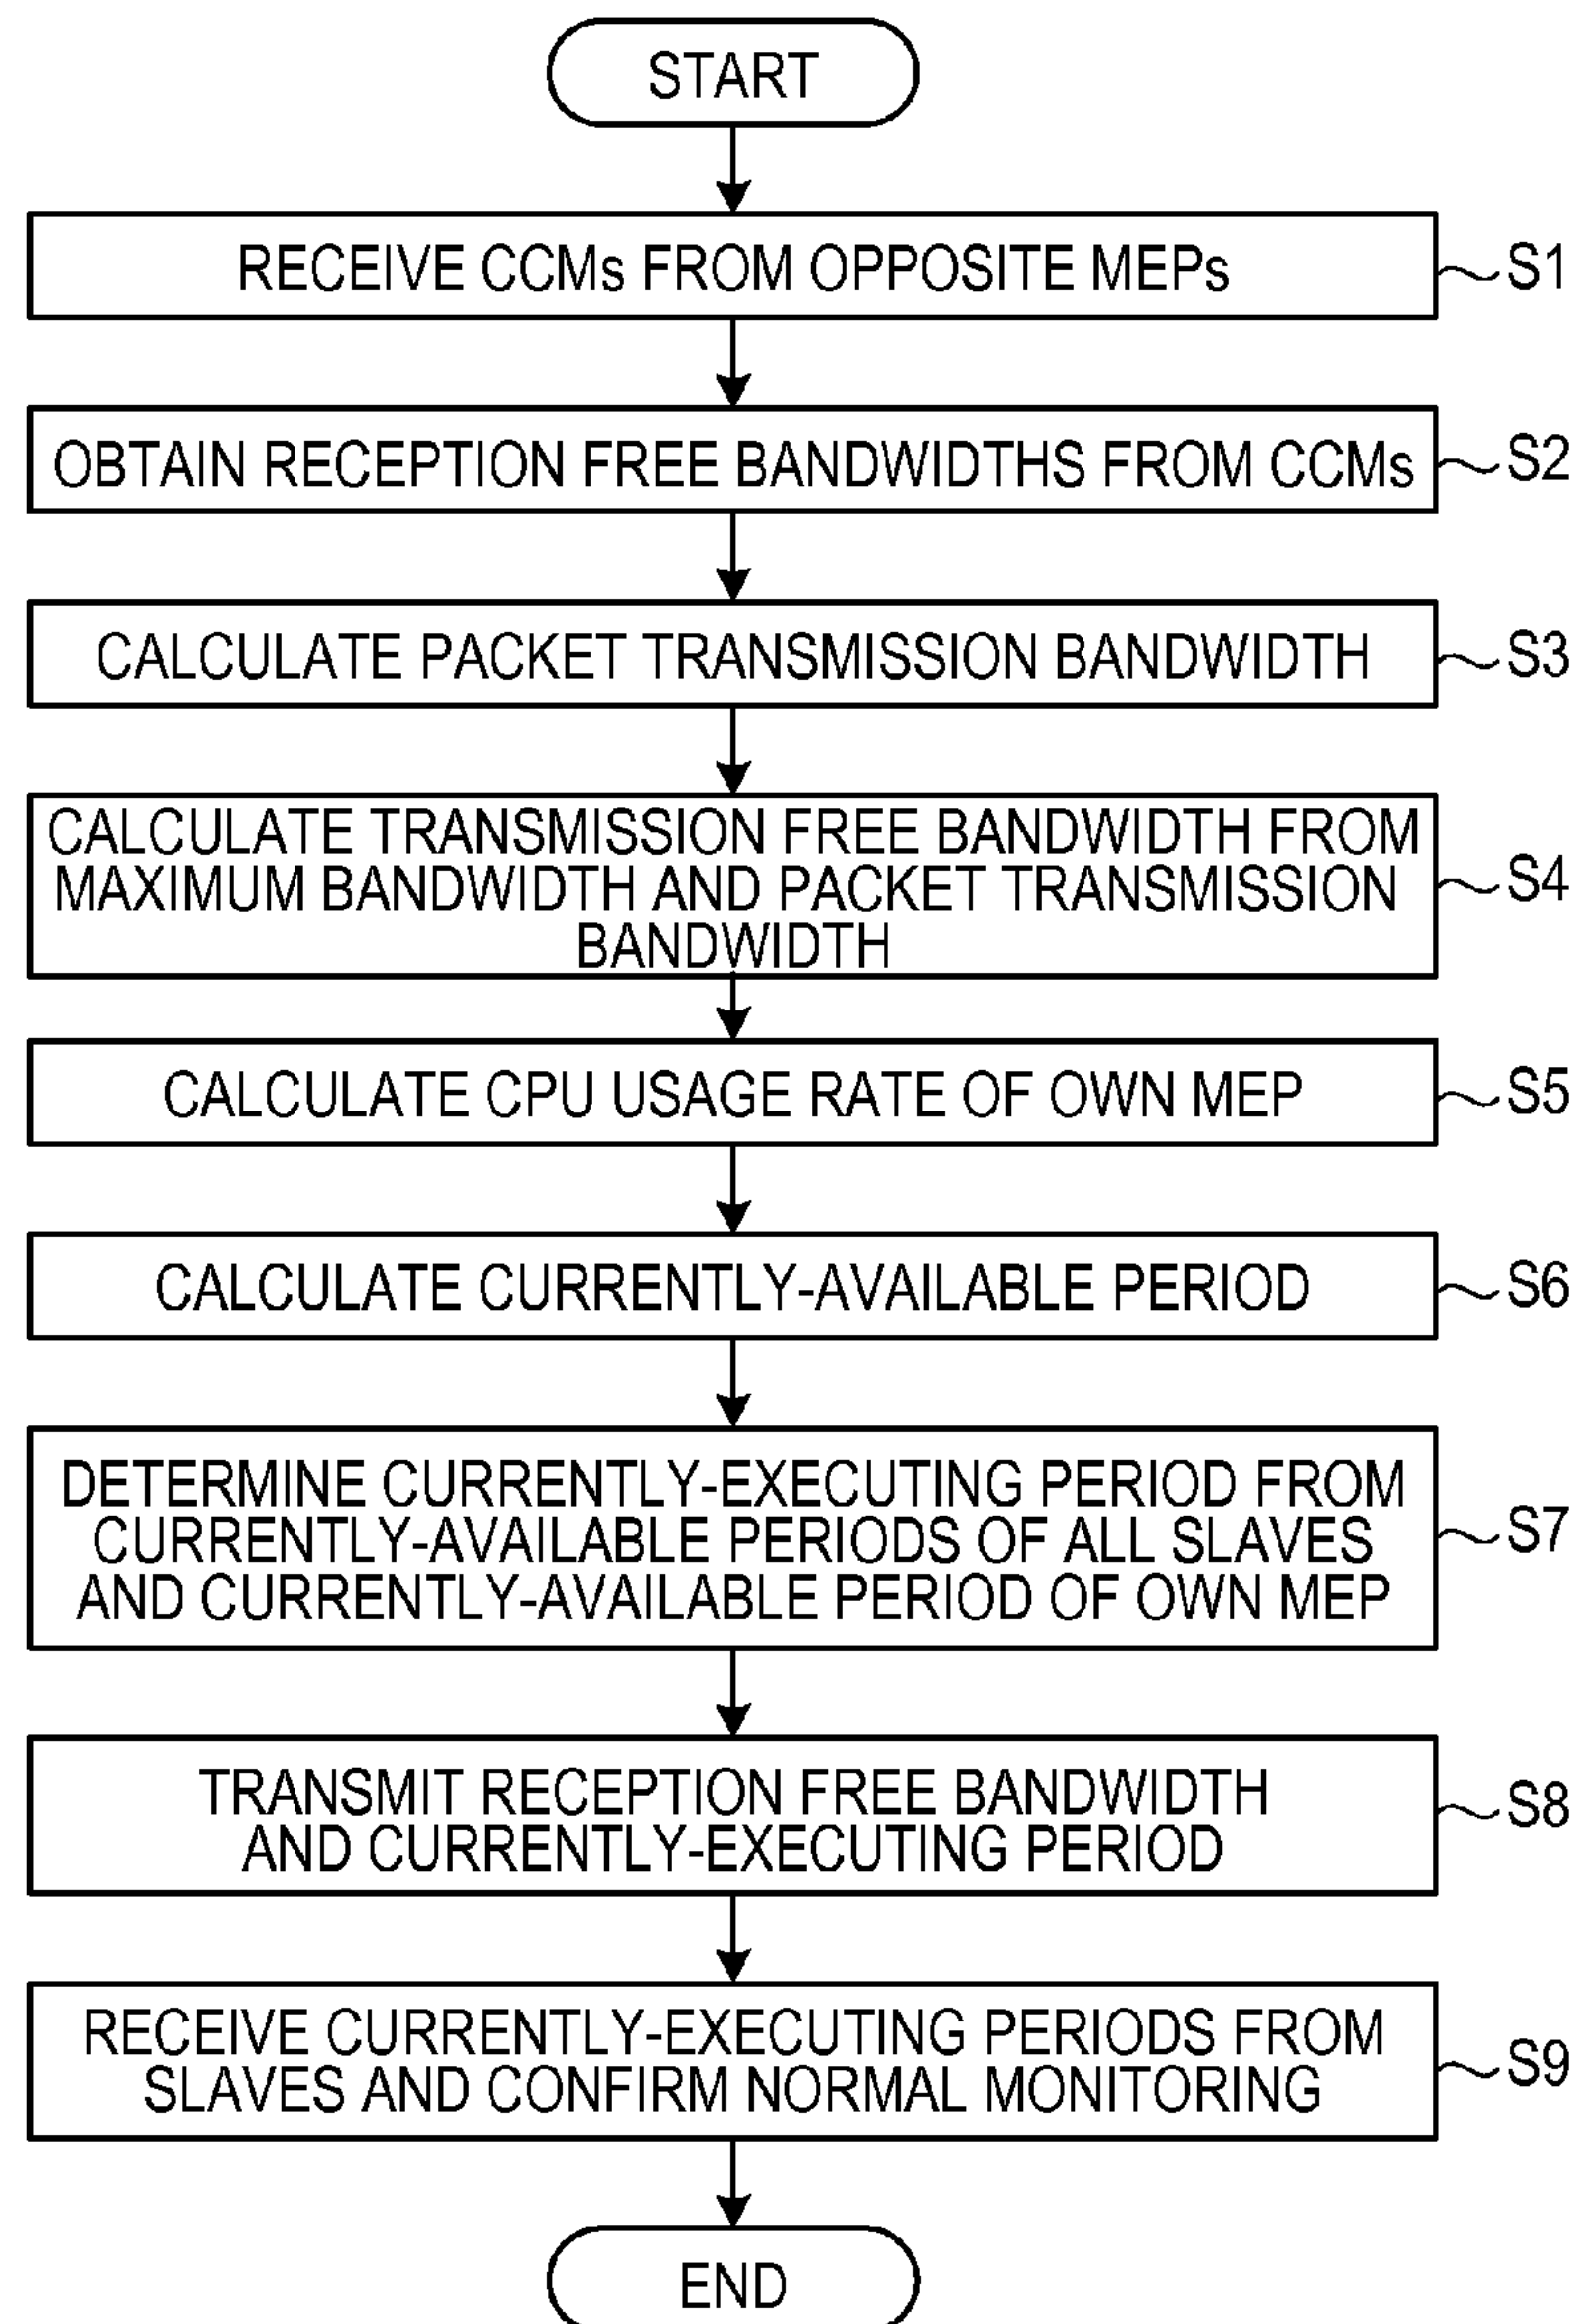 START
RECEIVE CCMs FROM OPPOSITE MEPs
S1
OBTAIN RECEPTION FREE BANDWIDTHS FROM CCMs
S2
CALCULATE PACKET TRANSMISSION BANDWIDTH
S3
CALCULATE TRANSMISSION FREE BANDWIDTH FROM
MAXIMUM BANDWIDTH AND PACKET TRANSMISSION
BANDWIDTH
S4
CALCULATE CPU USAGE RATE OF OWN MEP
S5
CALCULATE CURRENTLY-AVAILABLE PERIOD
S6
DETERMINE CURRENTLY-EXECUTING PERIOD FROM
CURRENTLY-AVAILABLE PERIODS OF ALL SLAVES
AND CURRENTLY-AVAILABLE PERIOD OF OWN MEP
S7
TRANSMIT RECEPTION FREE BANDWIDTH
AND CURRENTLY-EXECUTING PERIOD
S8
RECEIVE CURRENTLY-EXECUTING PERIODS FROM
SLAVES AND CONFIRM NORMAL MONITORING
S9
END